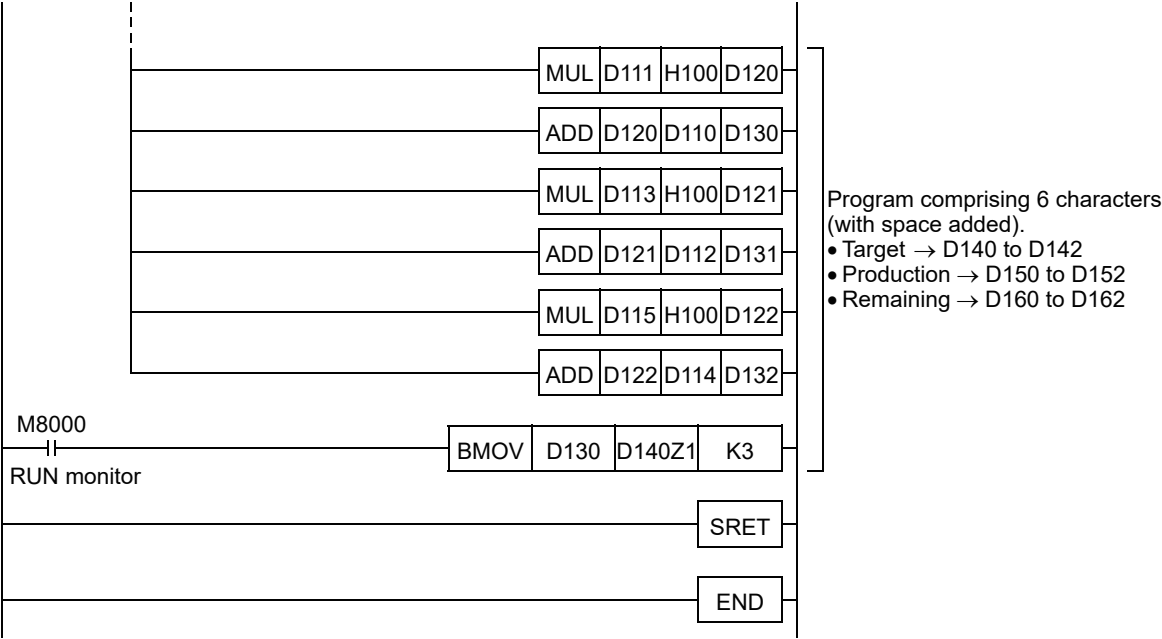 MUL D111 H100 D120
ADD D120 D110 D130
MUL D113 H100 D121
ADD D121 D112 D131
MUL D115 H100 D122
ADD D122 D114 D132
Program comprising 6 characters
(with space added).
• Target → D140 to D142
• Production → D150 to D152
• Remaining → D160 to D162
M8000
BMOV D130 D140Z1 K3
RUN monitor
SRET
END